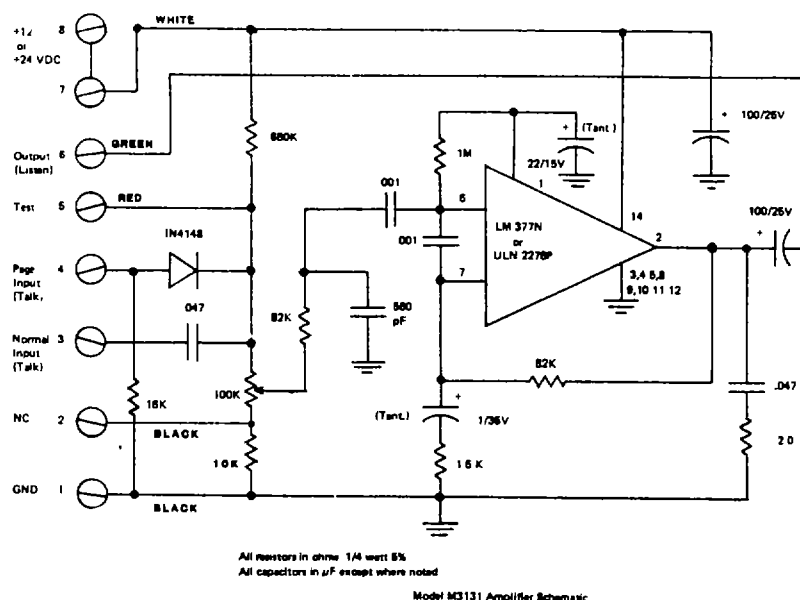 +12 8 WHITE
or
+24 VDC
7
GREEN
Output 6
(Listen)
680K
100/25V
+
1M
+ (Tant.)
22/15V
1
Test 5 RED
001
6
LM 377N
or
ULN 2278P
14
2
100/25V
+
IN4148
Page 4
Input
(Talk)
001
7
3,4 5,8
9,10 11 12
047
82K
560
pF
Normal 3
Input
(Talk)
82K
100K
16K
(Tant.)
+
1/35V
.047
NC 2
BLACK
10K
15K
2 0
GND 1
BLACK
All resistors in ohms 1/4 watt 5%
All capacitors in µF except where noted
Model M3131 Amplifier Schematic